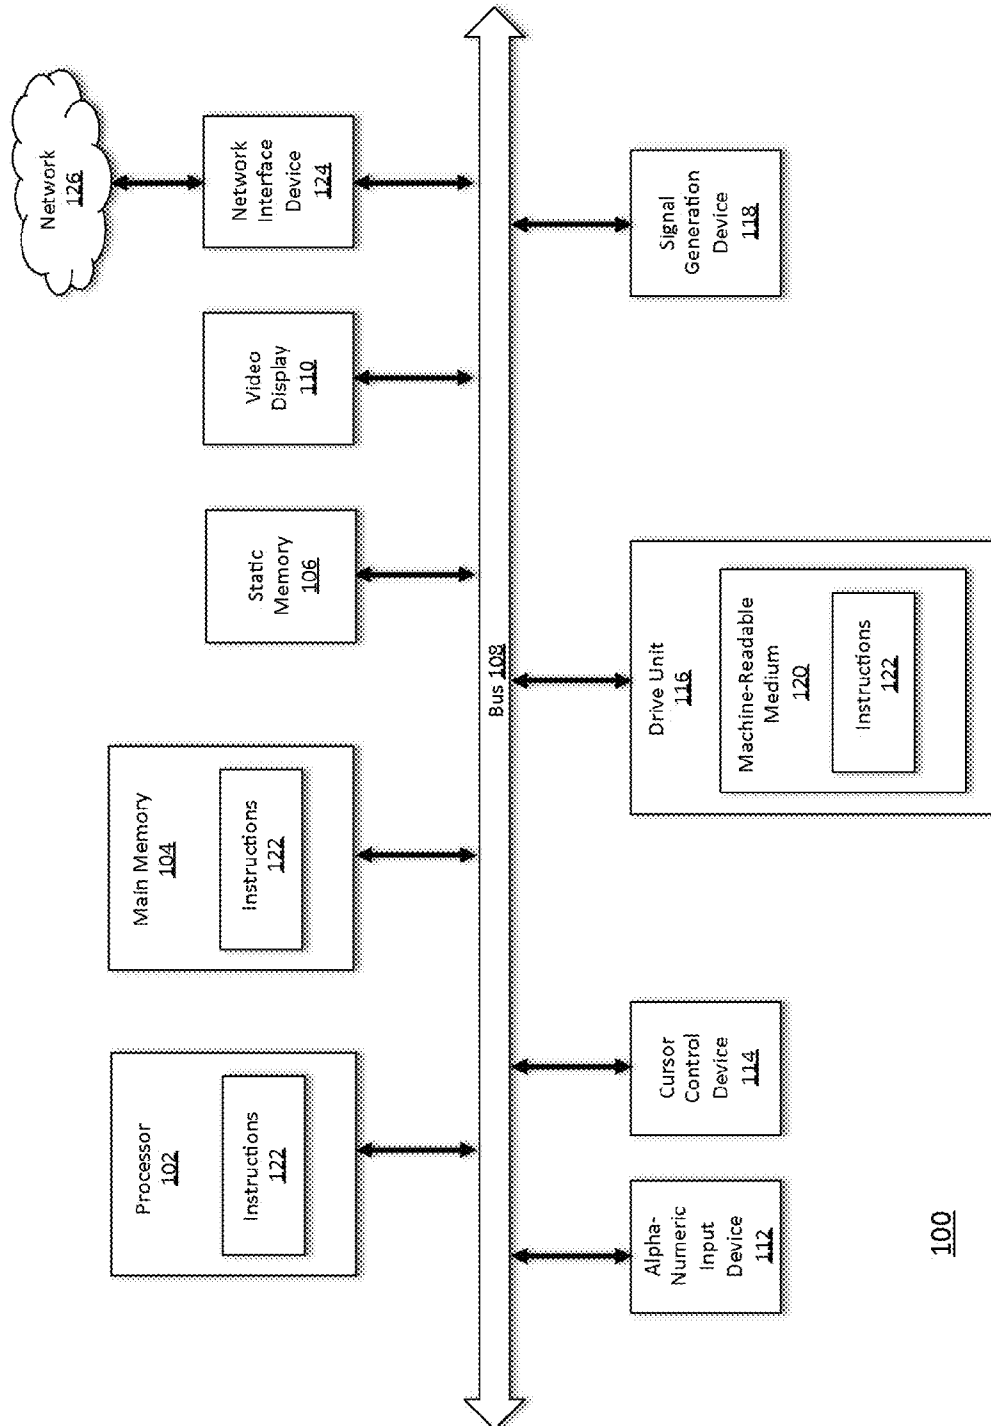 Processor
102
Instructions
122
Main Memory
104
Instructions
122
Static
Memory
106
Video
Display
110
Network
Interface
Device
124
Network
126
Bus 108
Alpha-
Numeric
Input
Device
112
Cursor
Control
Device
114
Drive Unit
116
Machine-Readable
Medium
120
Instructions
122
Signal
Generation
Device
118
100